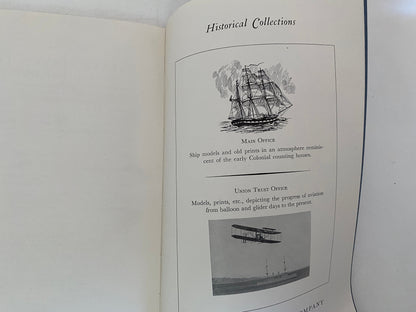 Historical Collections
Main Office
Ship models and old prints in an atmosphere reminis-
cent of the early Colonial counting houses.
Union Trust Office
Models, prints, etc., depicting the progress of aviation
from balloon and glider days to the present.
COMPANY